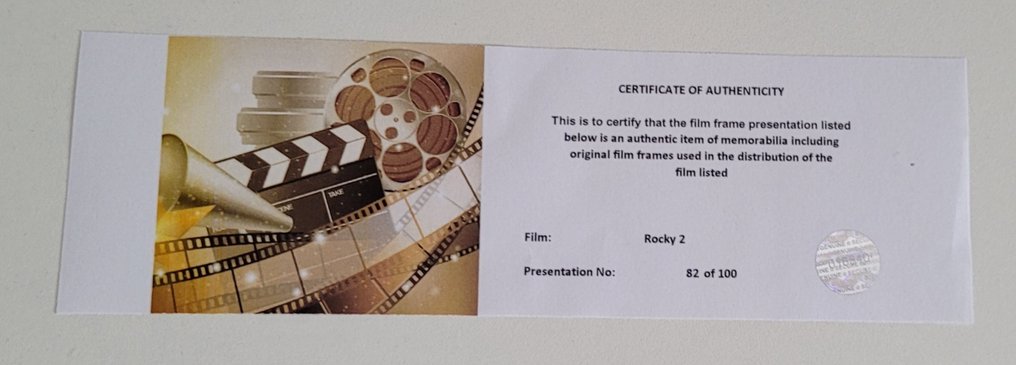 CERTIFICATE OF AUTHENTICITY
This is to certify that the film frame presentation listed
below is an authentic item of memorabilia including
original film frames used in the distribution of the
film listed
Film: Rocky 2
Presentation No: 82 of 100
TAKE